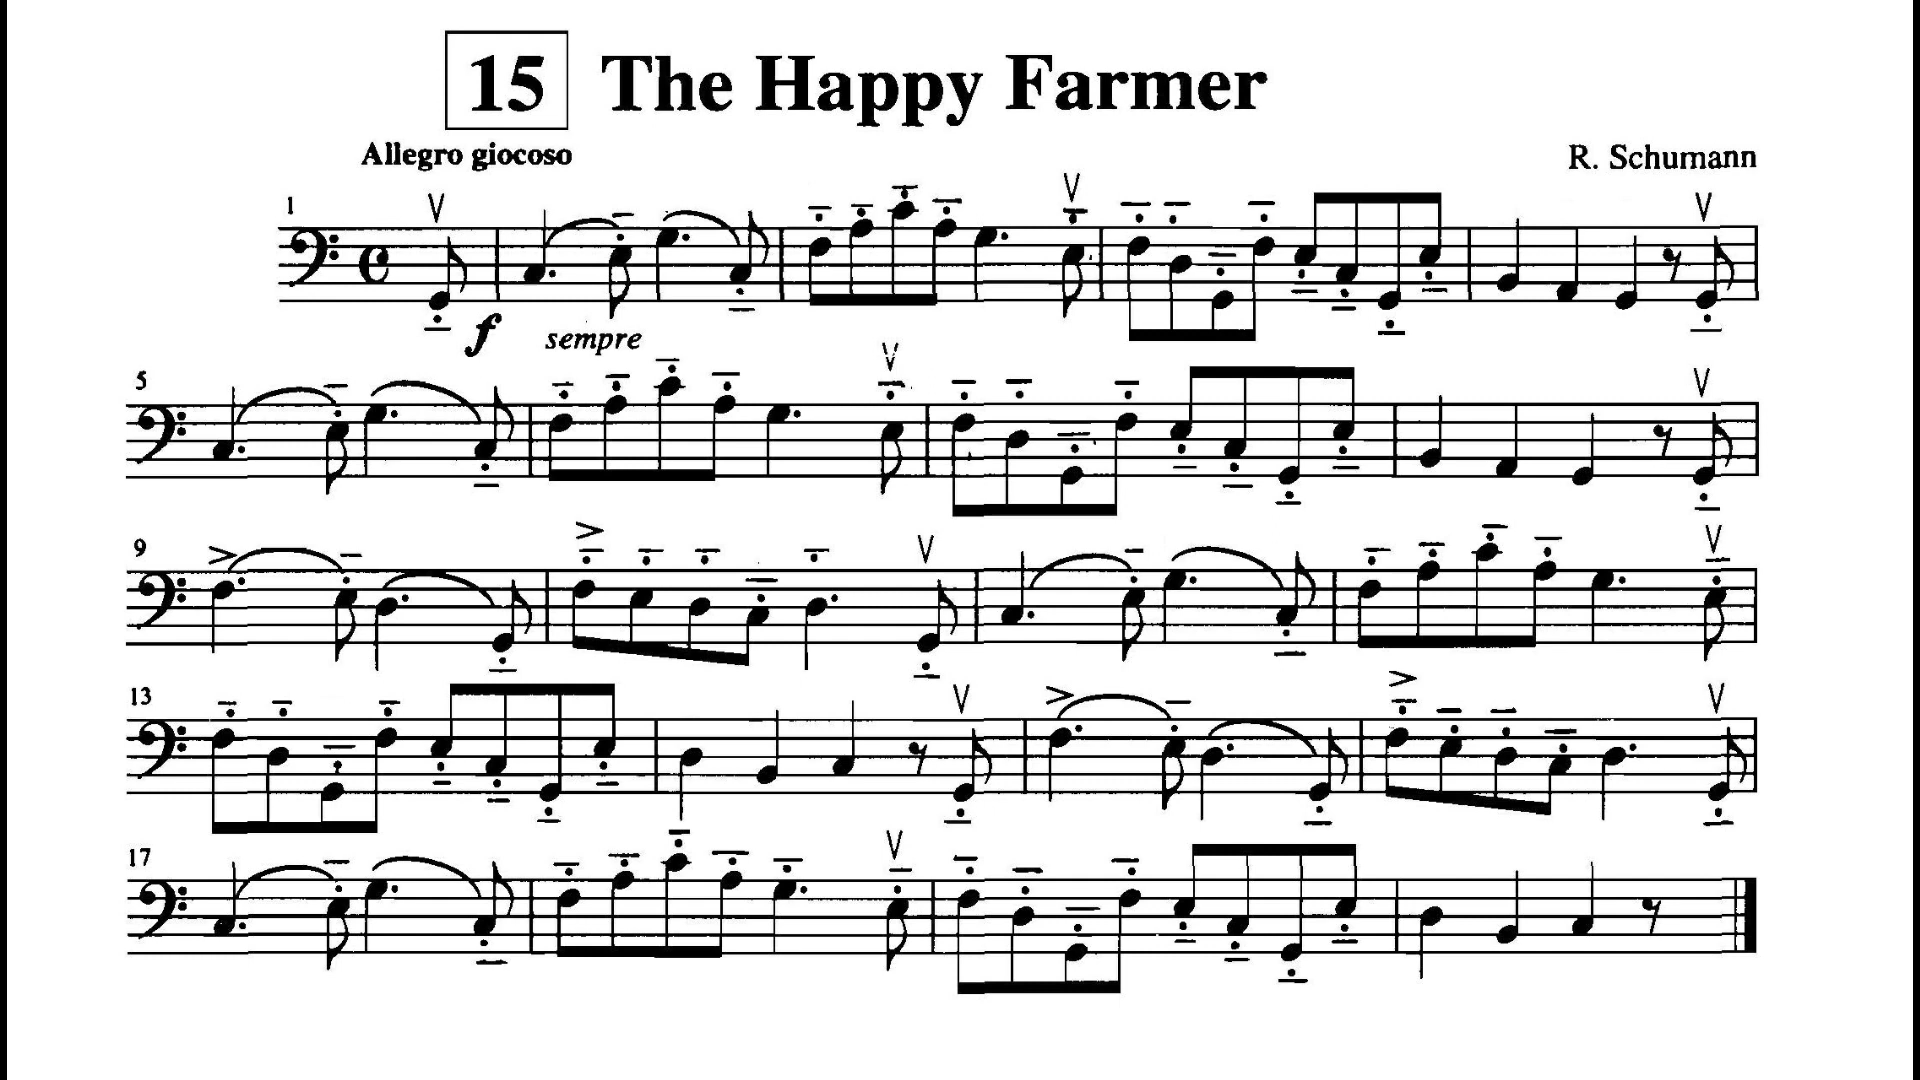 15 The Happy Farmer
Allegro giocoso
R. Schumann
1
f sempre
5
9
13
17